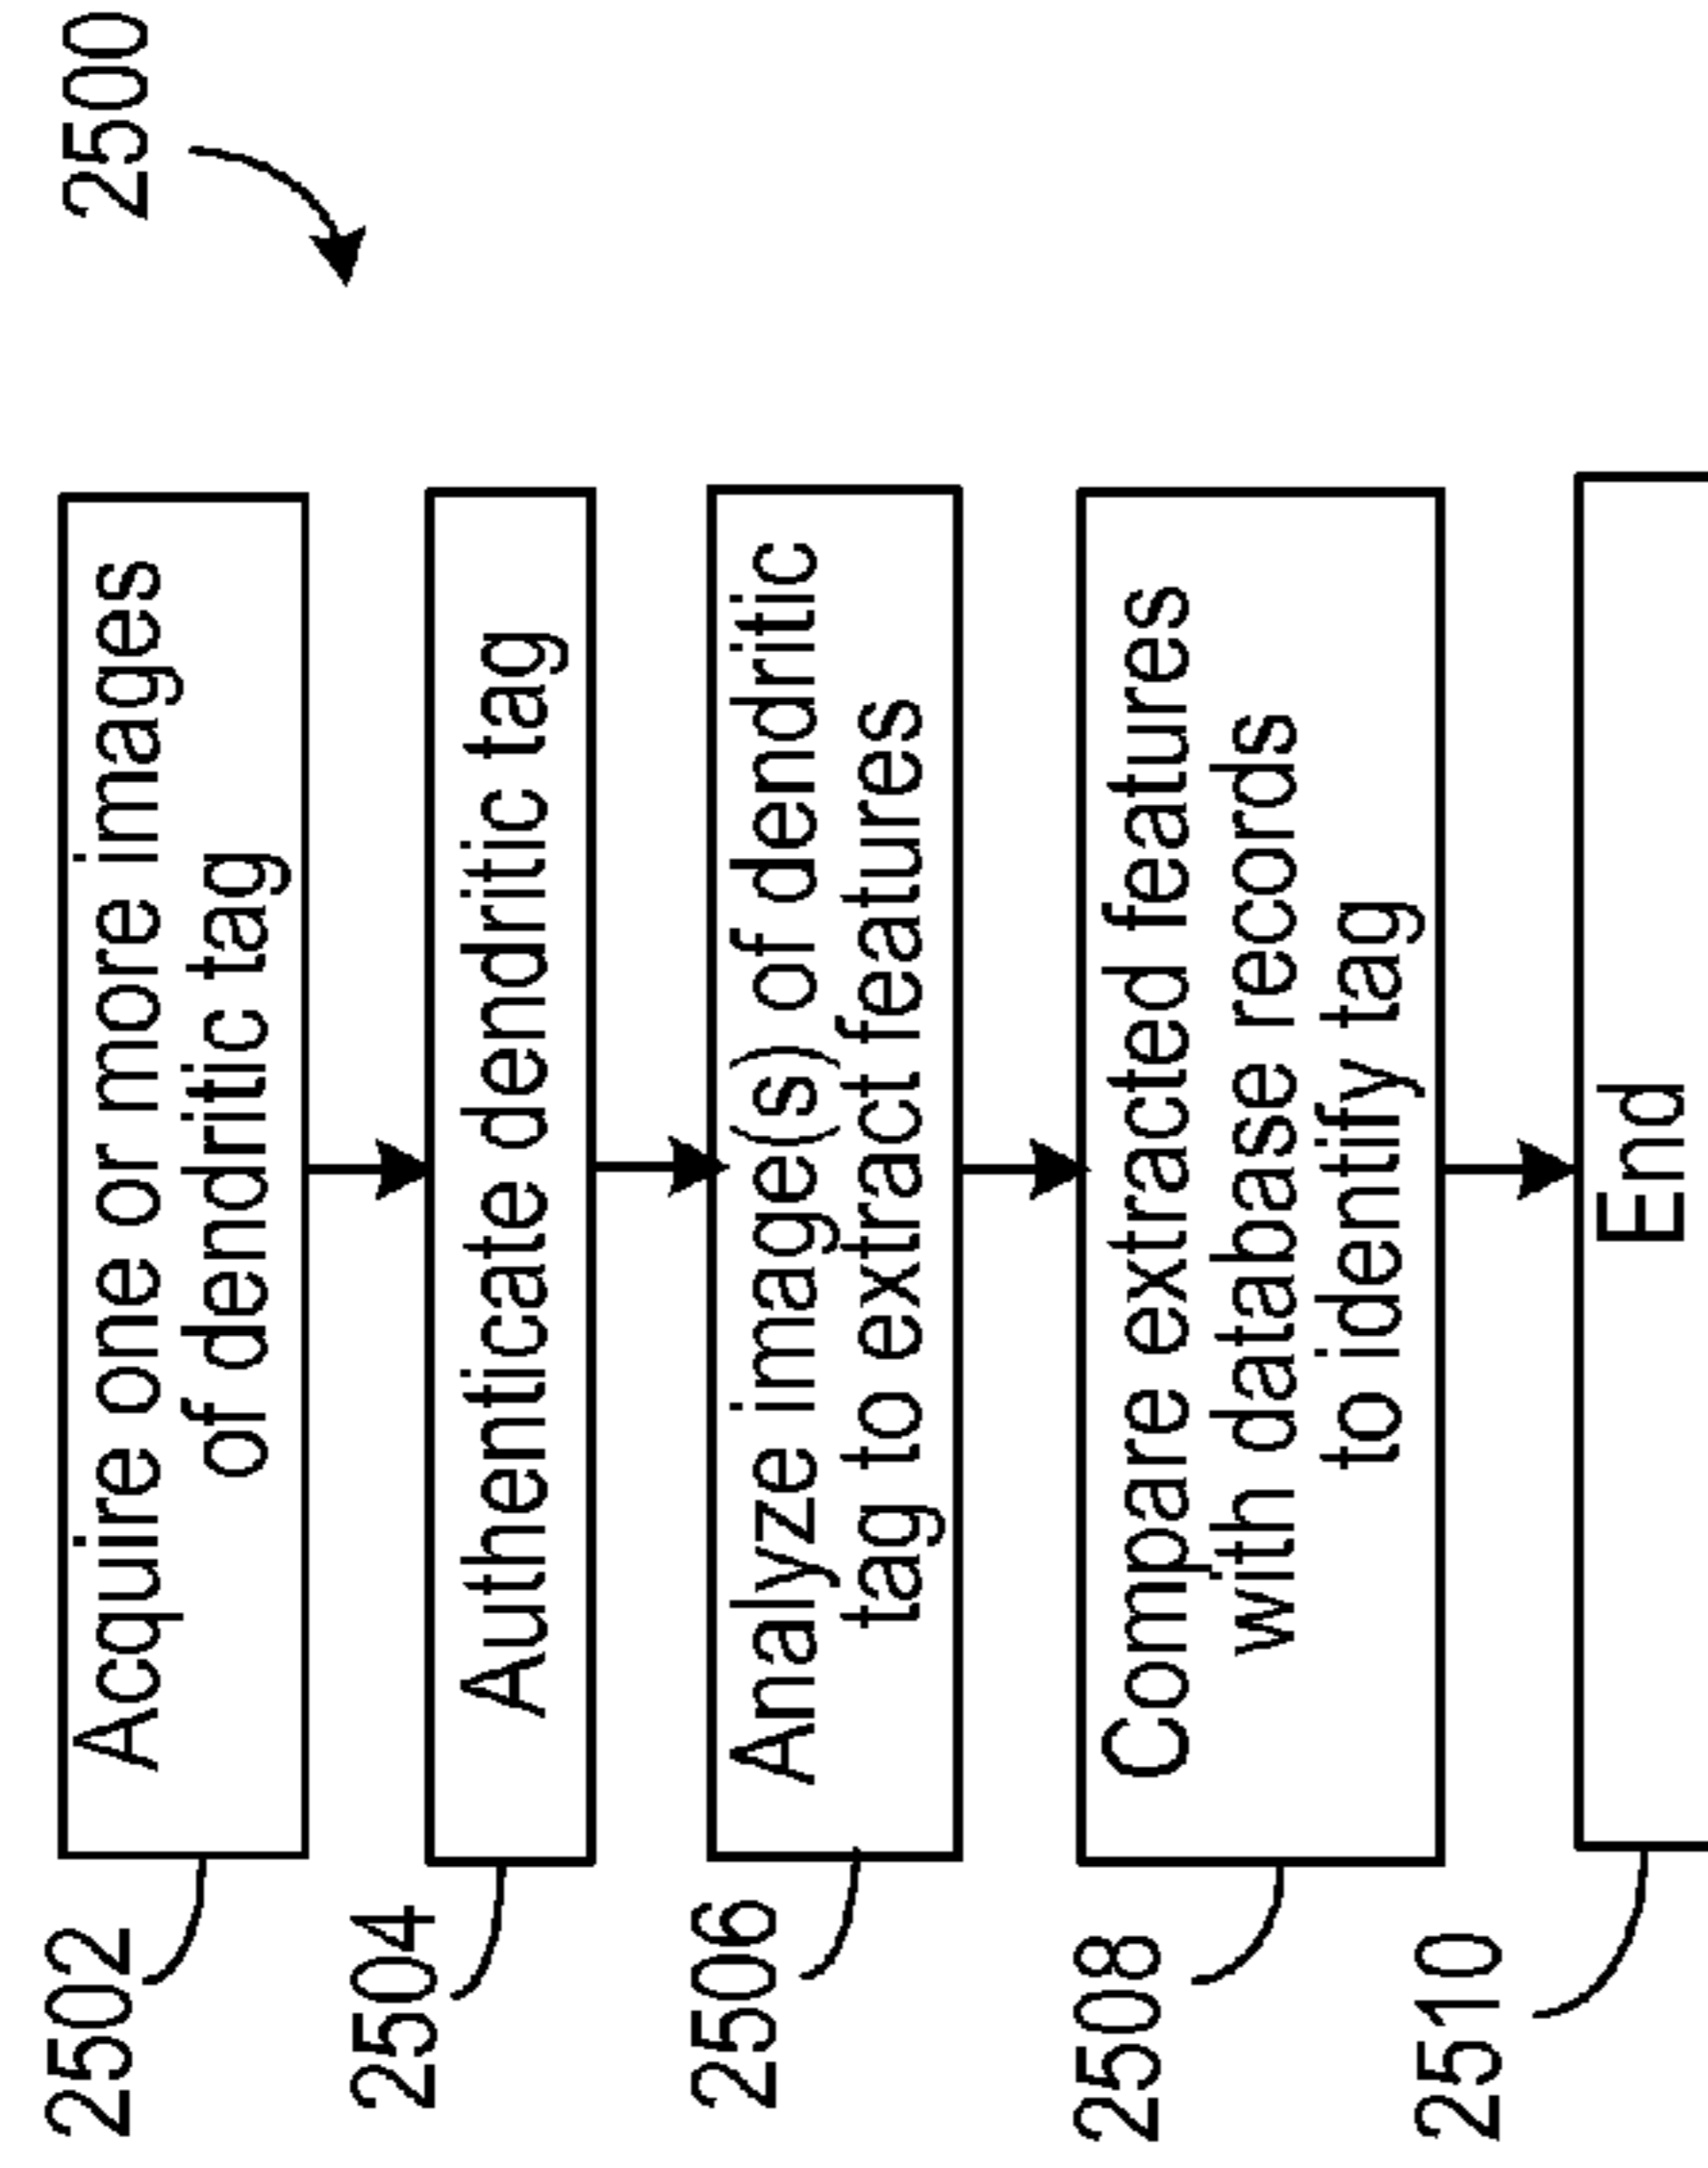 2500
2502
Acquire one or more images
of dendritic tag
2504
Authenticate dendritic tag
2506
Analyze image(s) of dendritic
tag to extract features
2508
Compare extracted features
with database records
to identify tag
2510
End